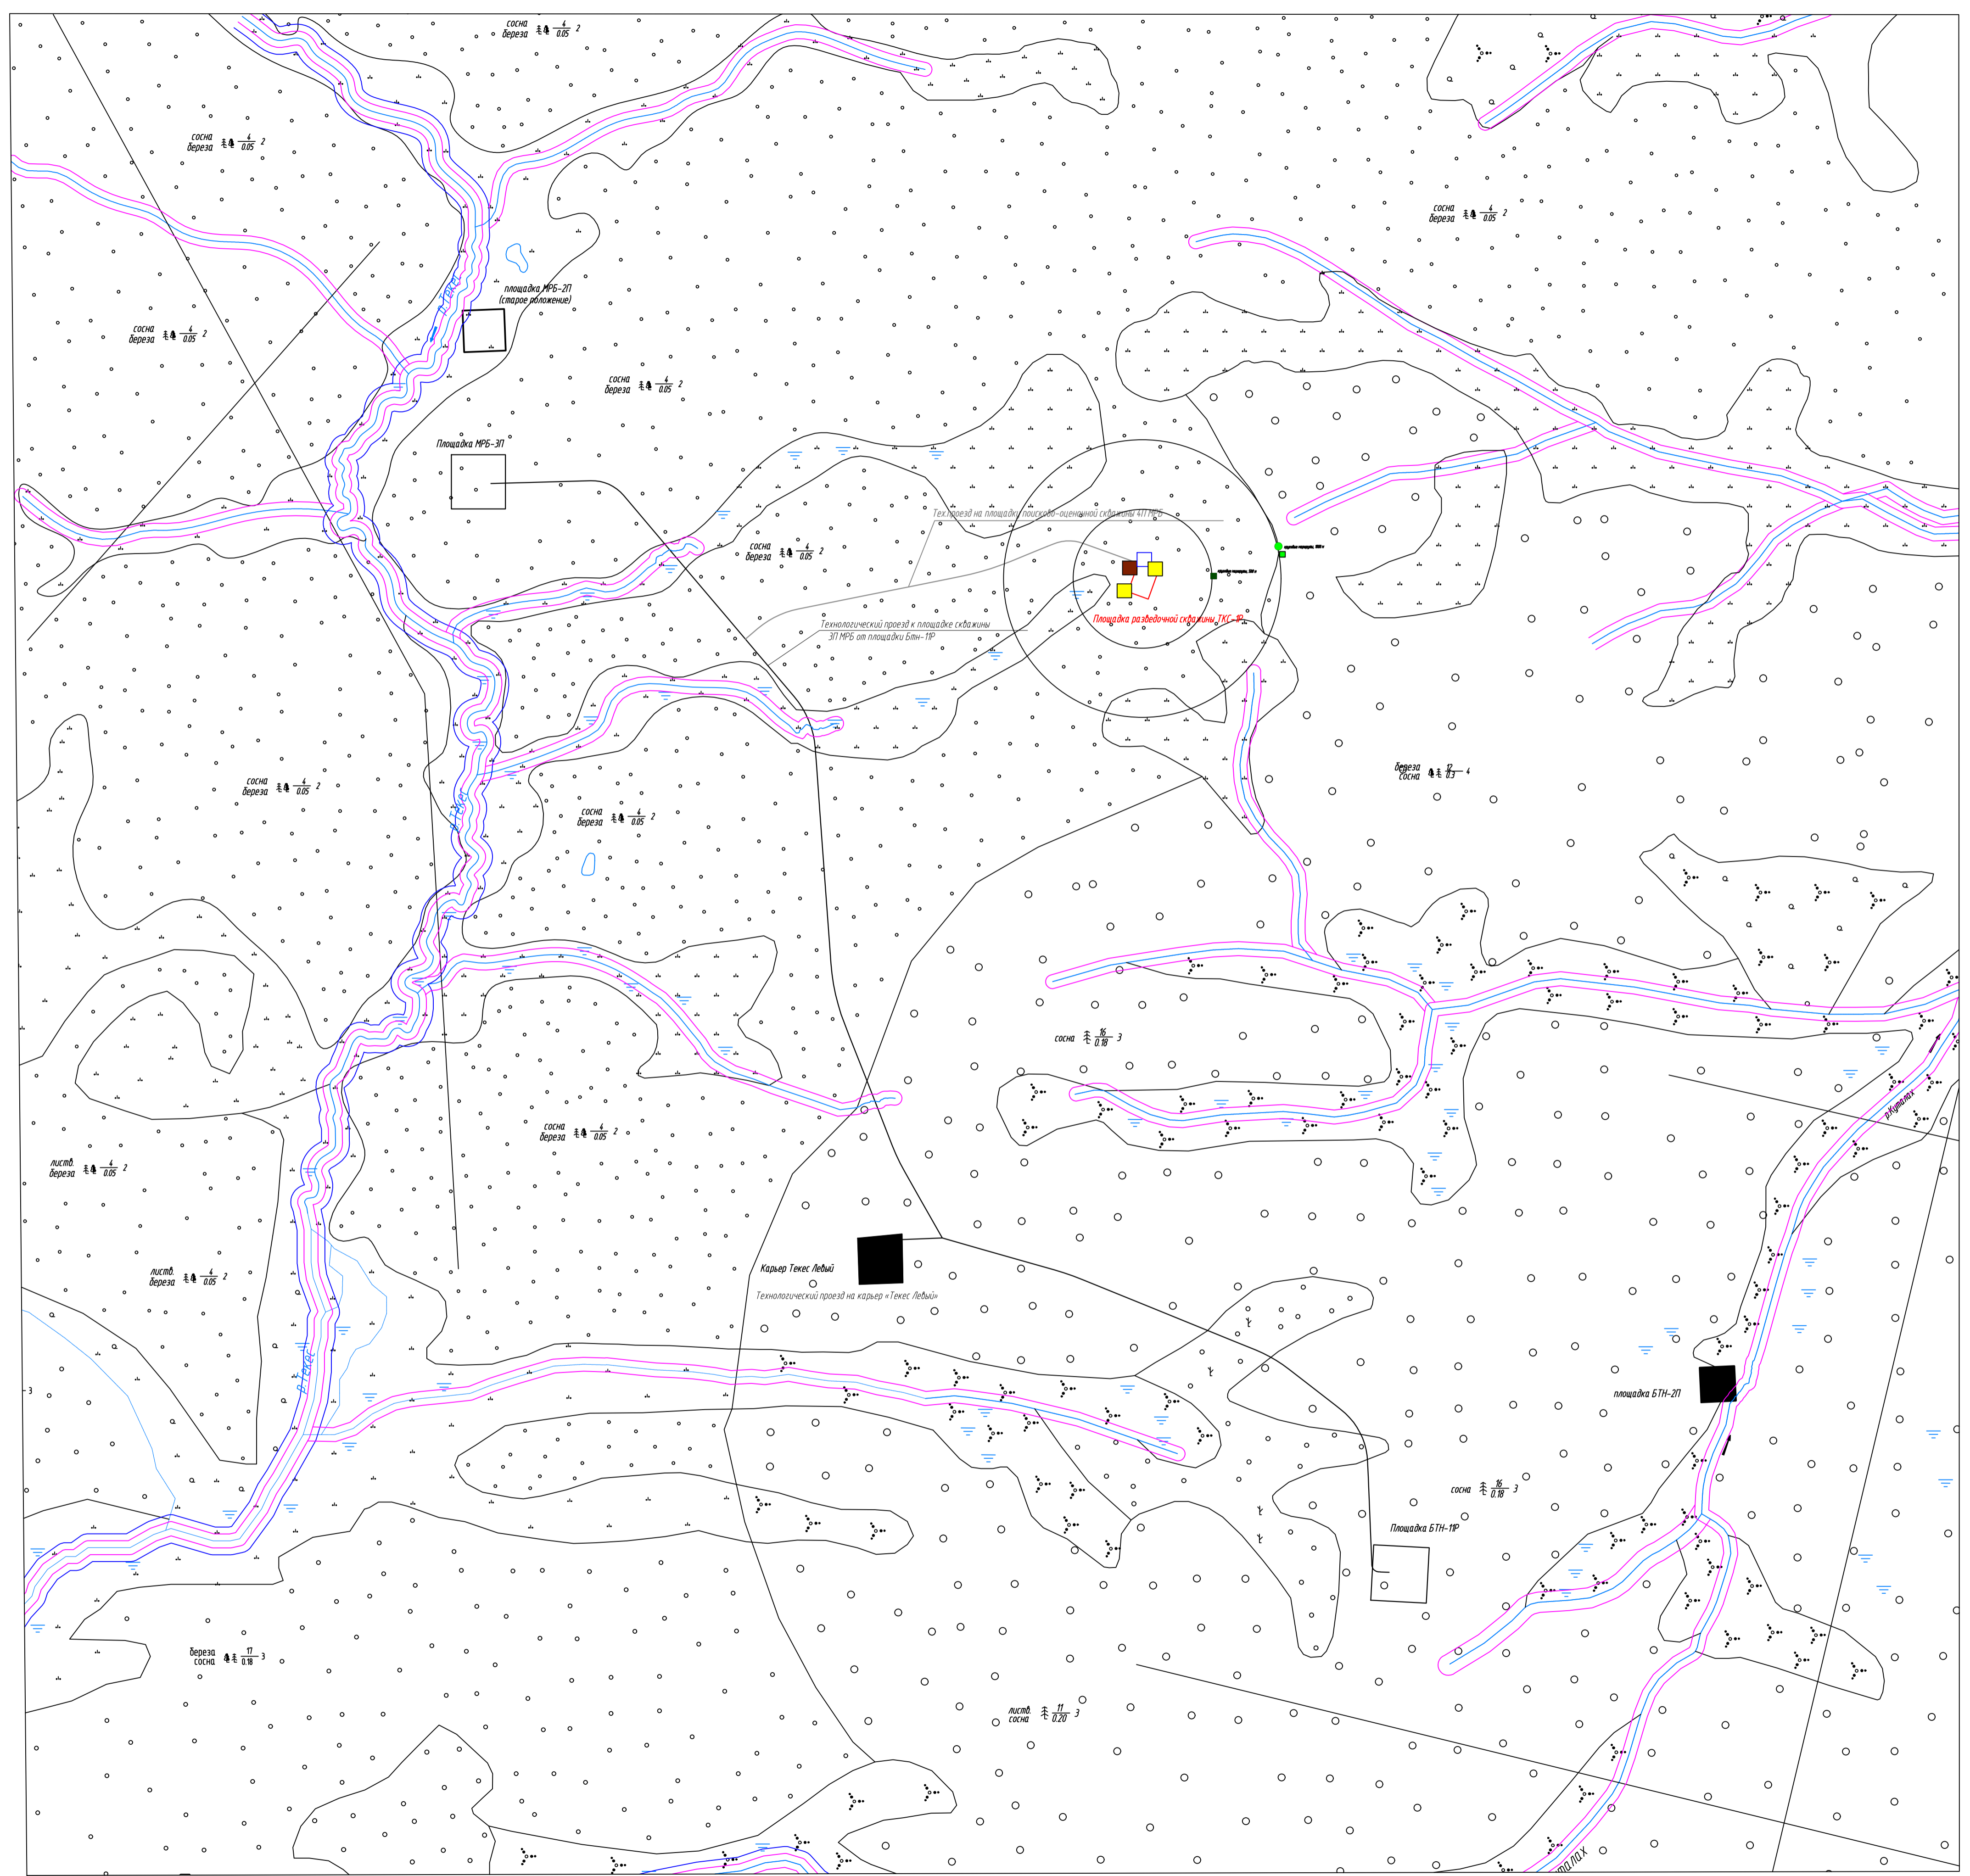 сосна 4 2
береза 0.05
сосна 4 2
береза 0.05
сосна 4 2
береза 0.05
р.Текес
площадка МРБ-2П
(старое положение)
сосна 4 2
береза 0.05
сосна 4 2
береза 0.05
Площадка МРБ-3П
Тех.проезд на площадку поисково-оценочной скважины 4П МРБ
сосна 4 2
береза 0.05
Площадка разведочной скважины ТКС-1Р
Технологический проезд к площадке скважины
3П МРБ от площадки Бтн-11Р
береза 12 4
сосна 0.3
сосна 4 2
береза 0.05
р.Текес
сосна 4 2
береза 0.05
сосна 16 3
0.18
р.Куталах
сосна 4 2
береза 0.05
листв. 4 2
береза 0.05
Карьер Текес Левый
листв. 4 2
береза 0.05
Технологический проезд на карьер «Текес Левый»
р.Текес
3
площадка БТН-2П
сосна 16 3
0.18
Площадка БТН-11Р
береза 17 3
сосна 0.18
листв. 11 3
сосна 0.20
талах